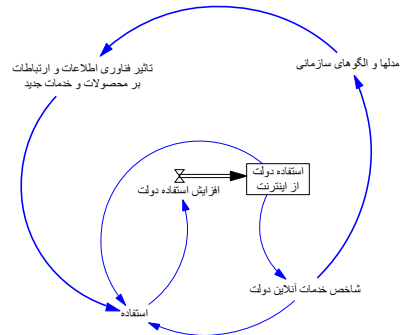 مدلها و الگوهای سازمانی
تاثیر فناوری اطلاعات و ارتباطات
بر محصولات و خدمات جدید
استفاده دولت
از اینترنت
افزایش استفاده دولت
شاخص خدمات آنلاین دولت
استفاده